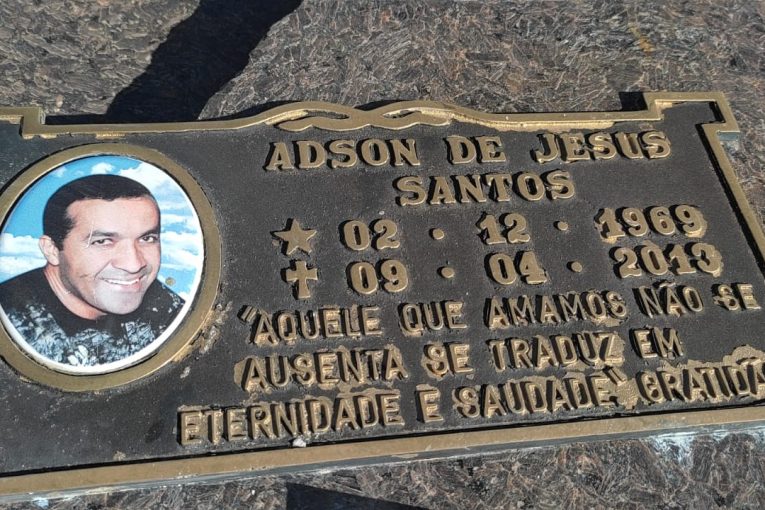 ADSON DE JESUS
SANTOS
02 · 12 · 1969
09 · 04 · 2013
"AQUELE QUE AMAMOS NÃO SE
AUSENTA SE TRADUZ EM
ETERNIDADE E SAUDADE" GRATIDÃ